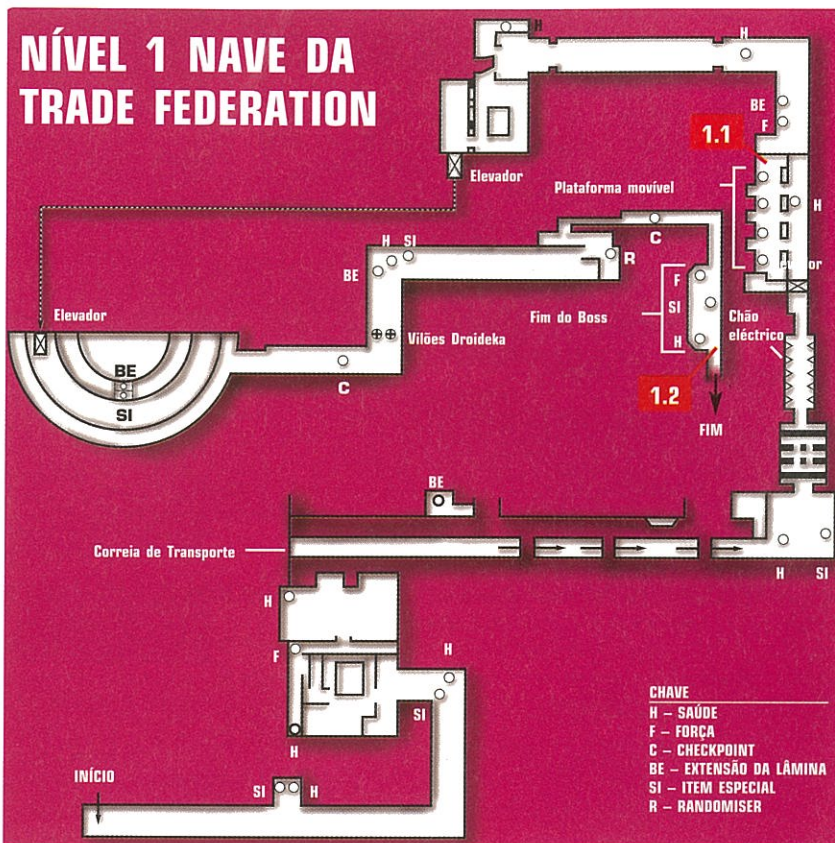 NÍVEL 1 NAVE DA
TRADE FEDERATION
H
H
BE
F
1.1
Elevador
Plataforma movível
H
H SI
BE
C
R
Elevador
F
SI
H
Fim do Boss
Chão
eléctrico
Vilões Droideka
BE
SI
C
1.2
FIM
BE
Correia de Transporte
H
SI
H
F
H
SI
H
INÍCIO
SI
H
CHAVE
H – SAÚDE
F – FORÇA
C – CHECKPOINT
BE – EXTENSÃO DA LÂMINA
SI – ITEM ESPECIAL
R – RANDOMISER